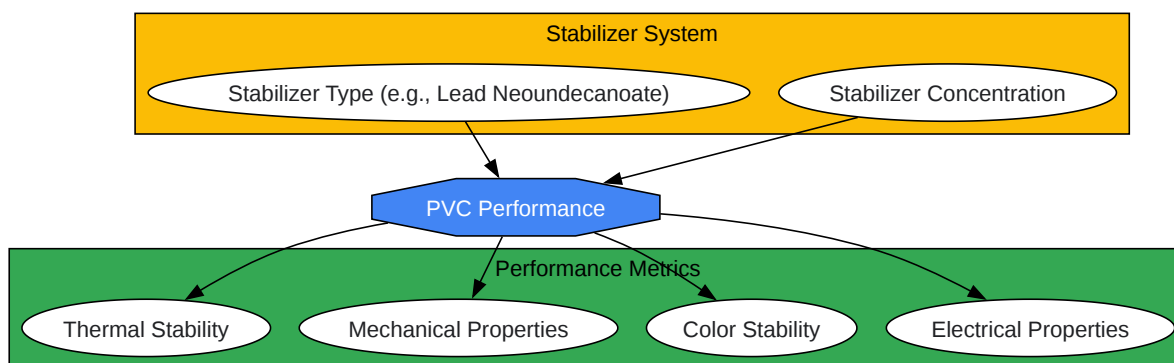 Stabilizer System
Stabilizer Type (e.g., Lead Neoundecanoate)
Stabilizer Concentration
PVC Performance
Performance Metrics
Thermal Stability
Mechanical Properties
Color Stability
Electrical Properties